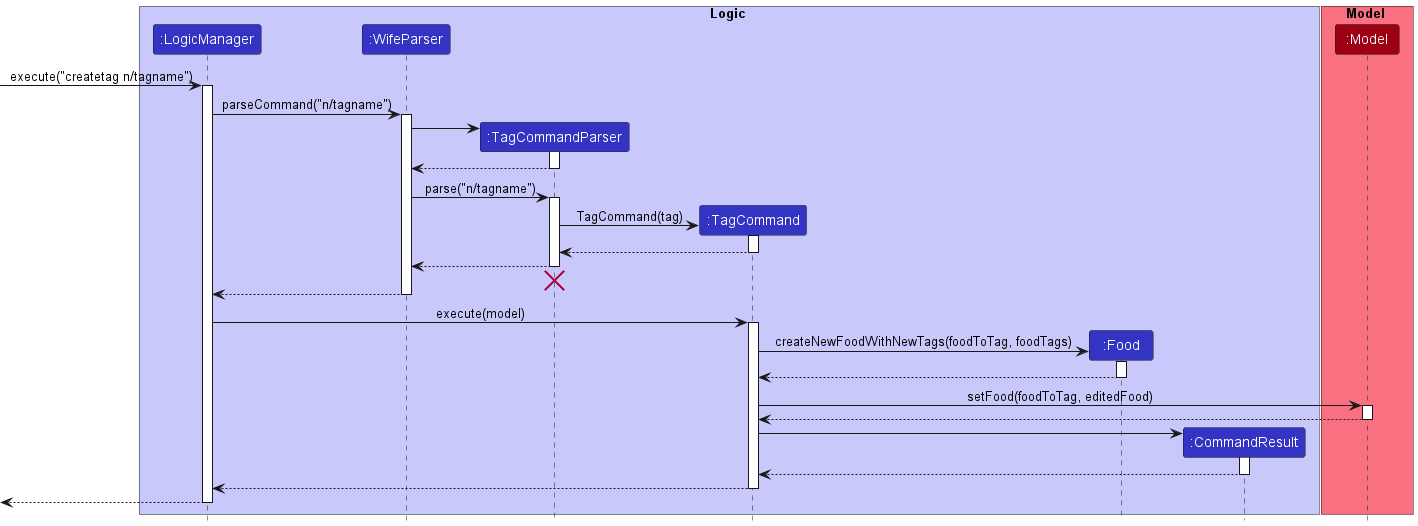 Logic
Model
:LogicManager
:WifeParser
:Model
execute("createtag n/tagname")
parseCommand("n/tagname")
:TagCommandParser
parse("n/tagname")
TagCommand(tag)
:TagCommand
execute(model)
createNewFoodWithNewTags(foodToTag, foodTags)
:Food
setFood(foodToTag, editedFood)
:CommandResult